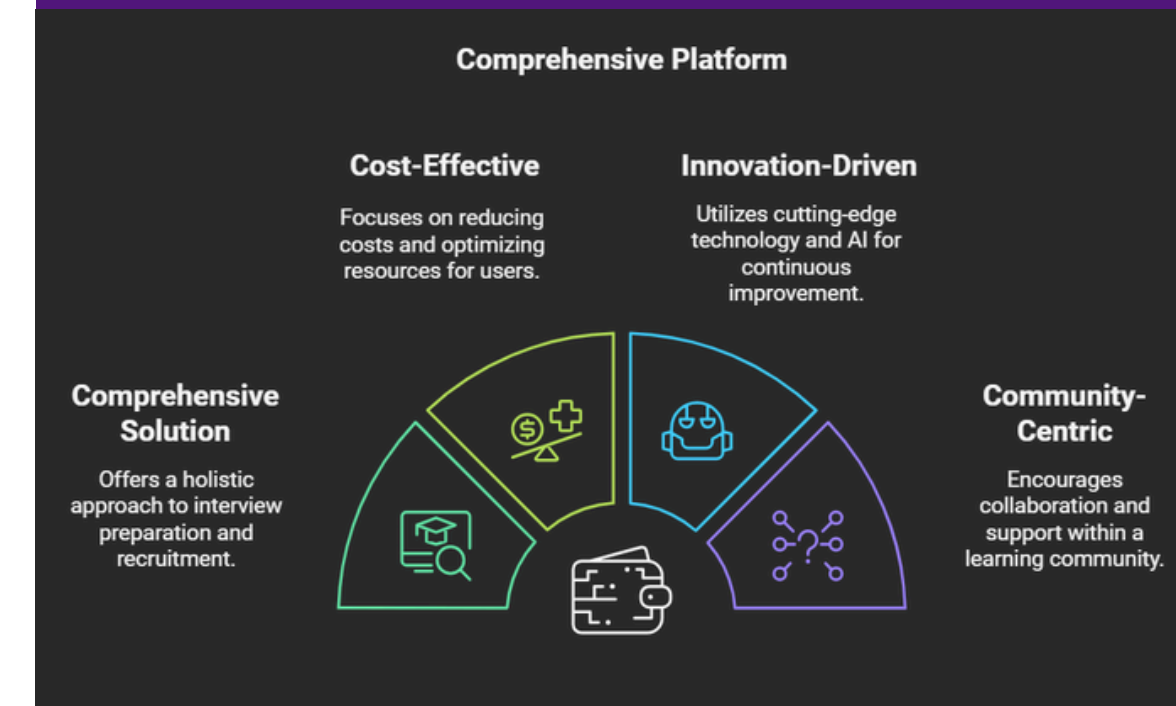 Comprehensive Platform
Cost-Effective
Focuses on reducing
costs and optimizing
resources for users.
Innovation-Driven
Utilizes cutting-edge
technology and AI for
continuous
improvement.
Comprehensive
Solution
Offers a holistic
approach to interview
preparation and
recruitment.
Community-
Centric
Encourages
collaboration and
support within a
learning community.
$
?